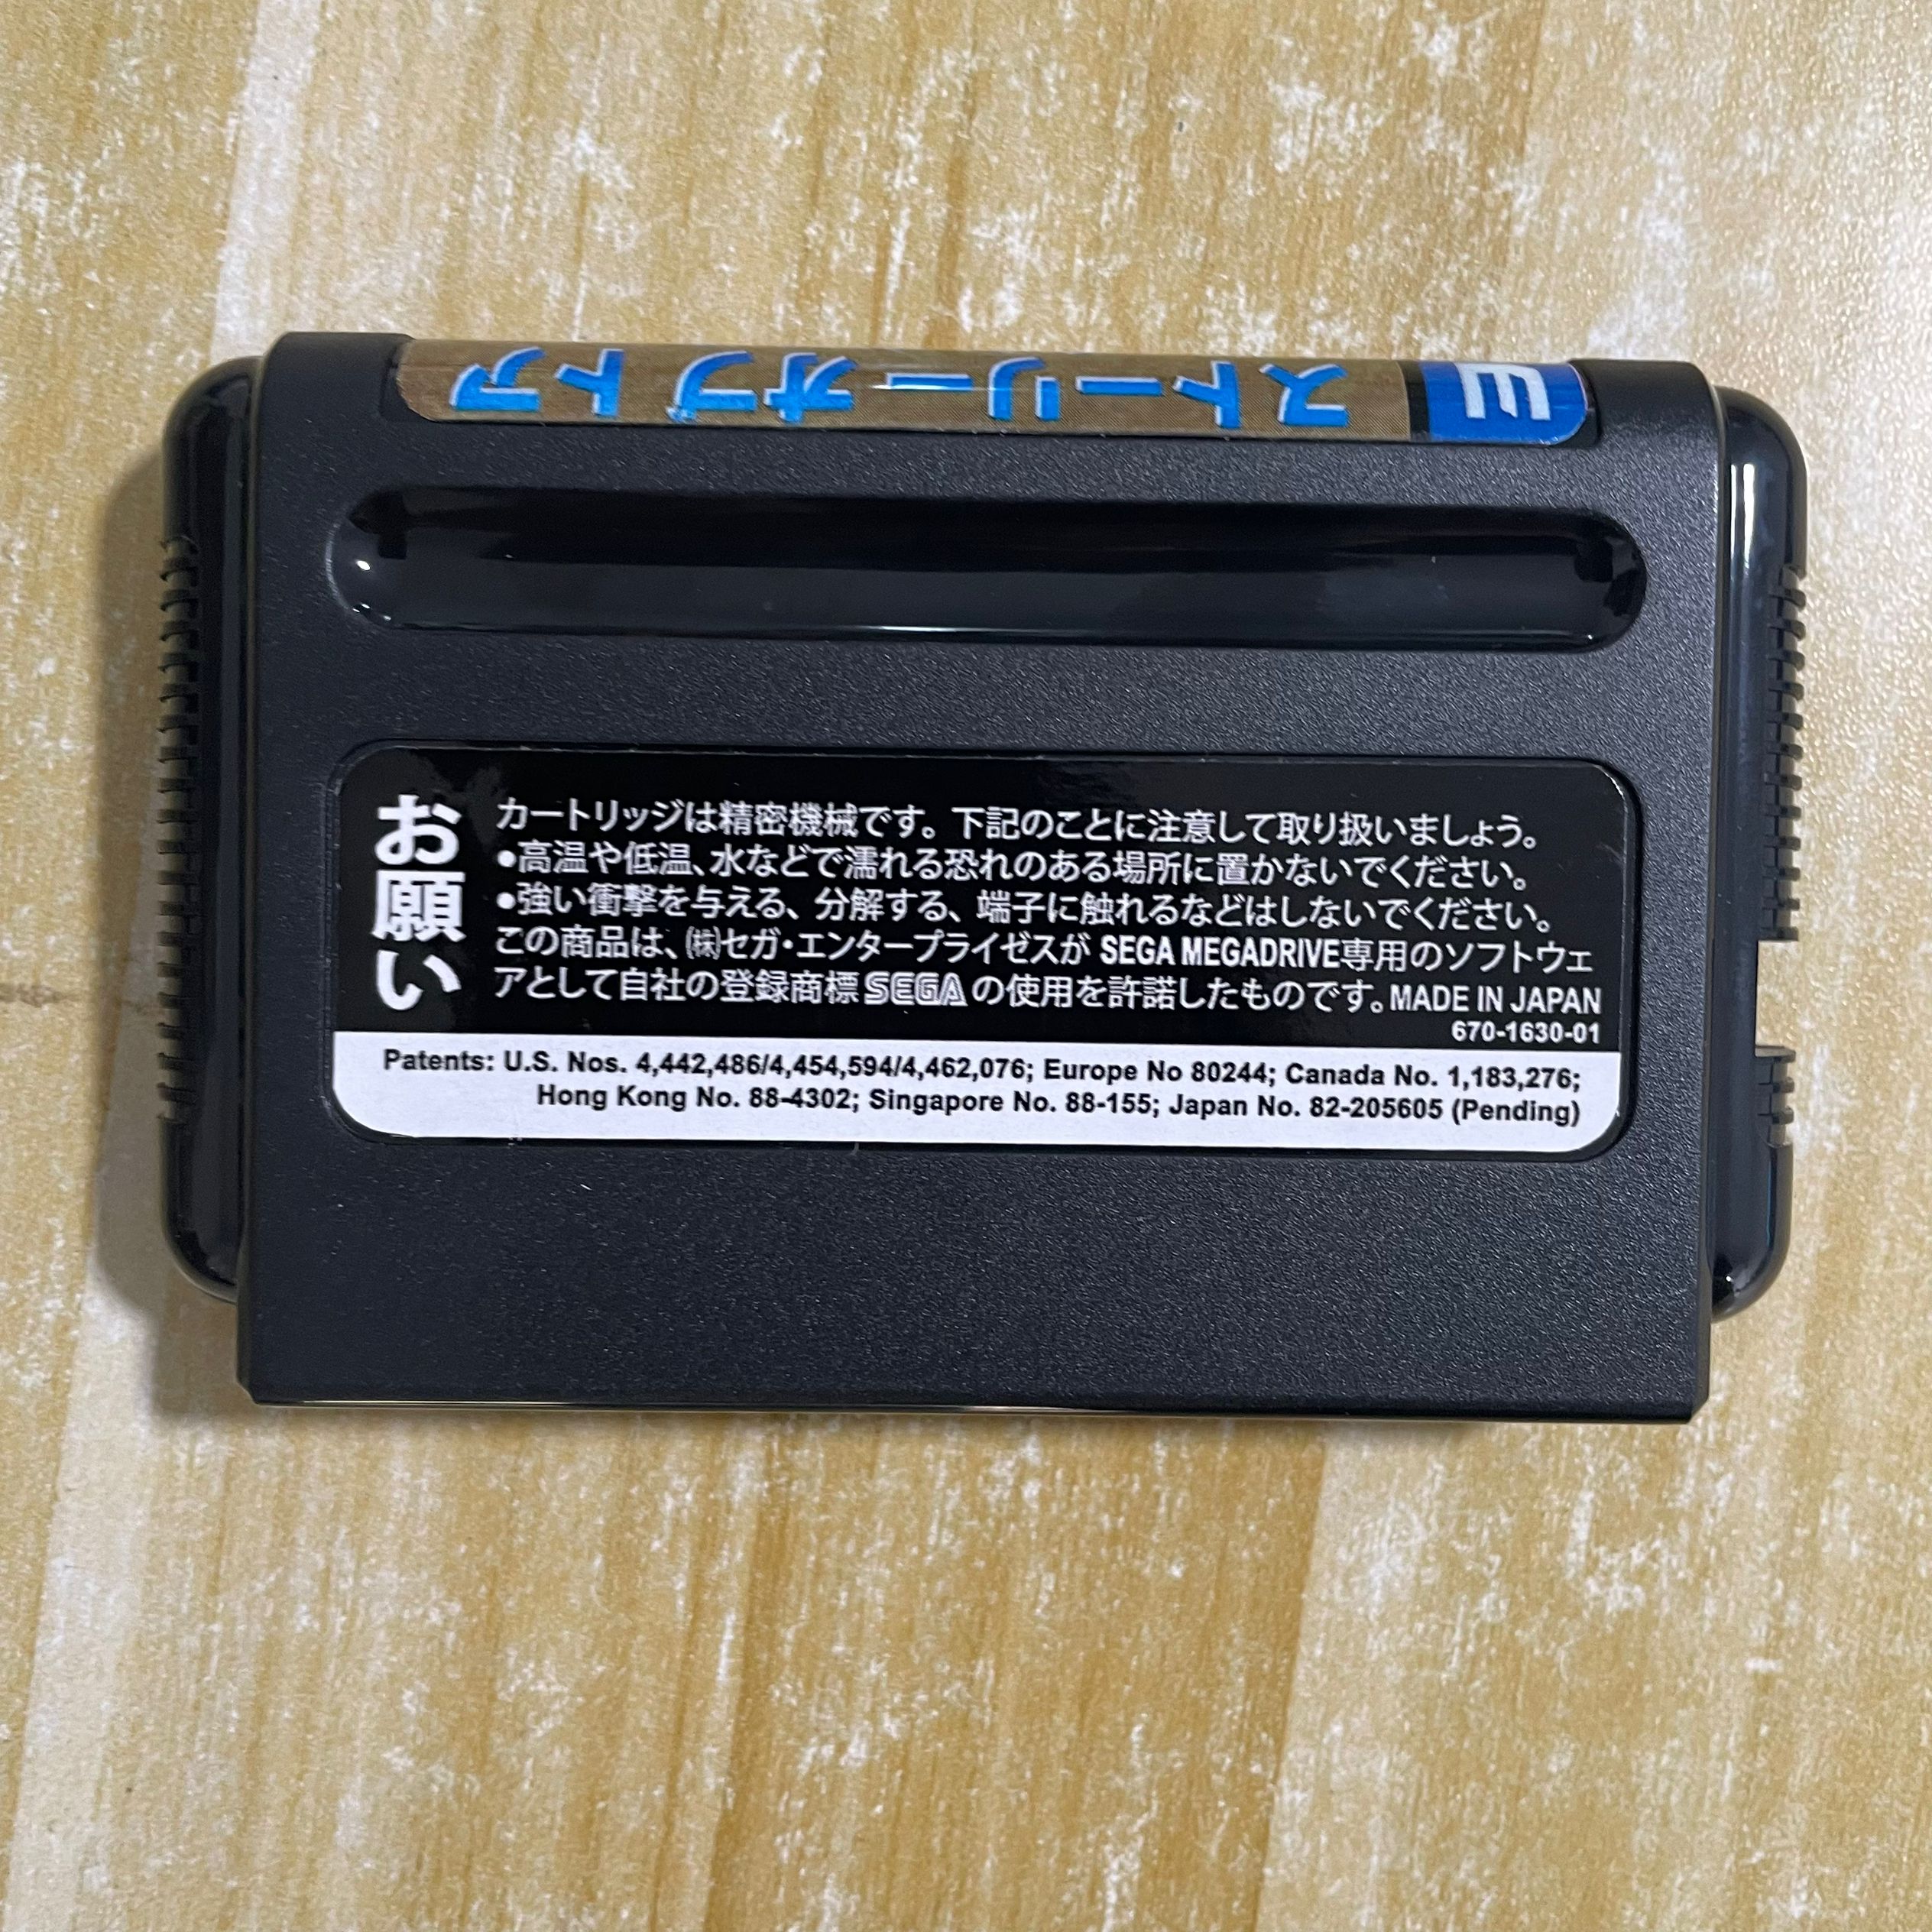 ストーリーオブトア
お願い
カートリッジは精密機械です。下記のことに注意して取り扱いましょう。
•高温や低温、水などで濡れる恐れのある場所に置かないでください。
•強い衝撃を与える、分解する、端子に触れるなどはしないでください。
この商品は、㈱セガ・エンタープライゼスが SEGA MEGADRIVE専用のソフトウェ
アとして自社の登録商標SEGAの使用を許諾したものです。MADE IN JAPAN
670-1630-01
Patents: U.S. Nos. 4,442,486/4,454,594/4,462,076; Europe No 80244; Canada No. 1,183,276;
Hong Kong No. 88-4302; Singapore No. 88-155; Japan No. 82-205605 (Pending)